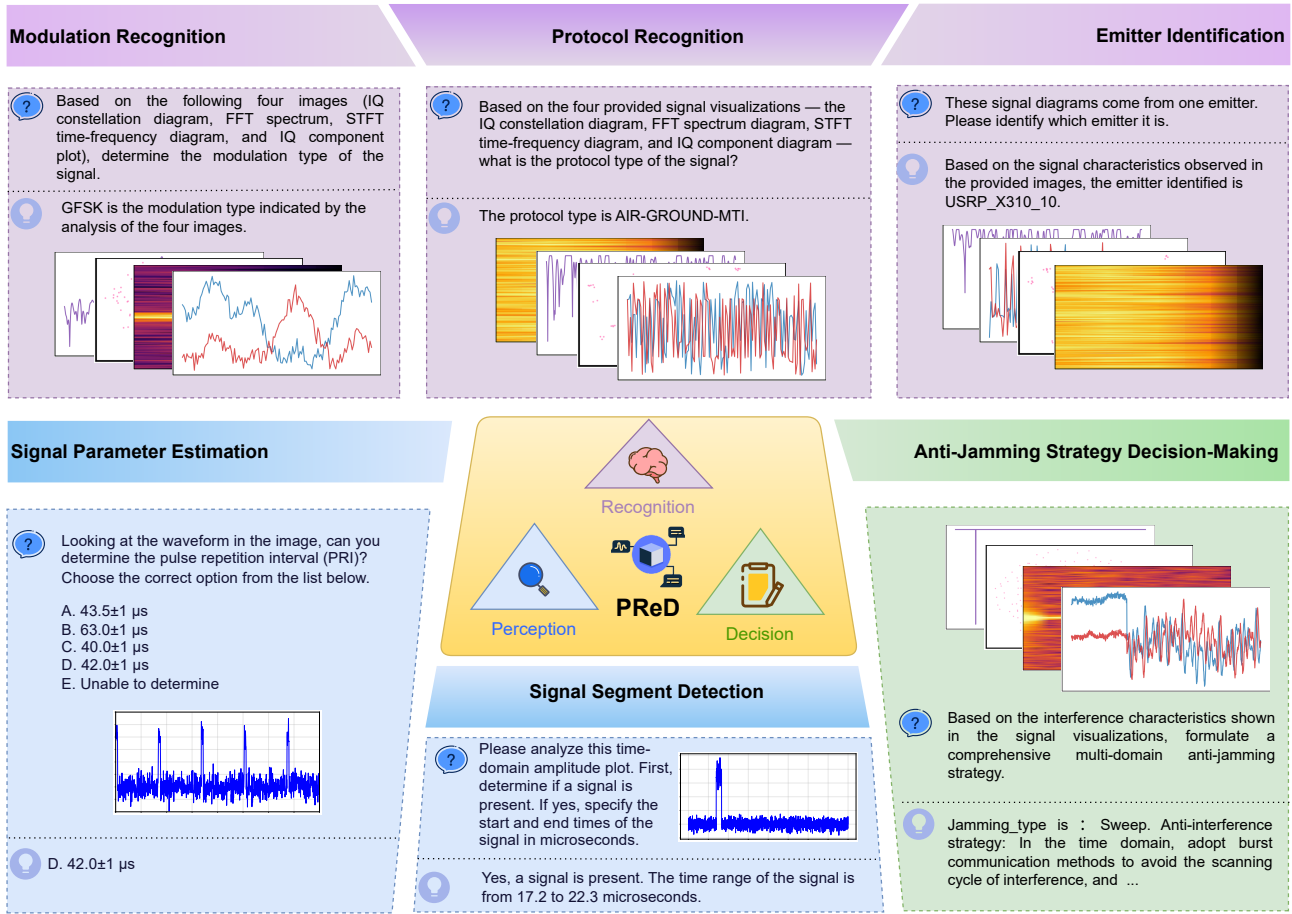 Modulation Recognition
Protocol Recognition
Emitter Identification
?
Based on the following four images (IQ
constellation diagram, FFT spectrum, STFT
time-frequency diagram, and IQ component
plot), determine the modulation type of the
signal.
GFSK is the modulation type indicated by the
analysis of the four images.
?
Based on the four provided signal visualizations — the
IQ constellation diagram, FFT spectrum diagram, STFT
time-frequency diagram, and IQ component diagram —
what is the protocol type of the signal?
The protocol type is AIR-GROUND-MTI.
?
These signal diagrams come from one emitter.
Please identify which emitter it is.
Based on the signal characteristics observed in
the provided images, the emitter identified is
USRP_X310_10.
Signal Parameter Estimation
?
Looking at the waveform in the image, can you
determine the pulse repetition interval (PRI)?
Choose the correct option from the list below.
A. 43.5±1 μs
B. 63.0±1 μs
C. 40.0±1 μs
D. 42.0±1 μs
E. Unable to determine
D. 42.0±1 μs
Recognition
Perception
PReD
Decision
Signal Segment Detection
?
Please analyze this time-
domain amplitude plot. First,
determine if a signal is
present. If yes, specify the
start and end times of the
signal in microseconds.
Yes, a signal is present. The time range of the signal is
from 17.2 to 22.3 microseconds.
Anti-Jamming Strategy Decision-Making
?
Based on the interference characteristics shown
in the signal visualizations, formulate a
comprehensive multi-domain anti-jamming
strategy.
Jamming_type is ： Sweep. Anti-interference
strategy: In the time domain, adopt burst
communication methods to avoid the scanning
cycle of interference, and ...